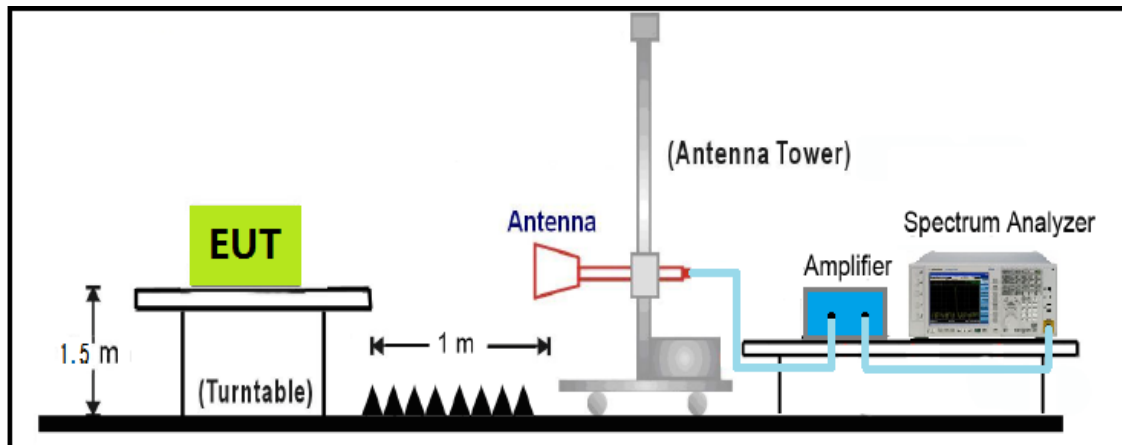 (Antenna Tower)
Antenna
Spectrum Analyzer
EUT
Amplifier
1.5 m
1 m
(Turntable)